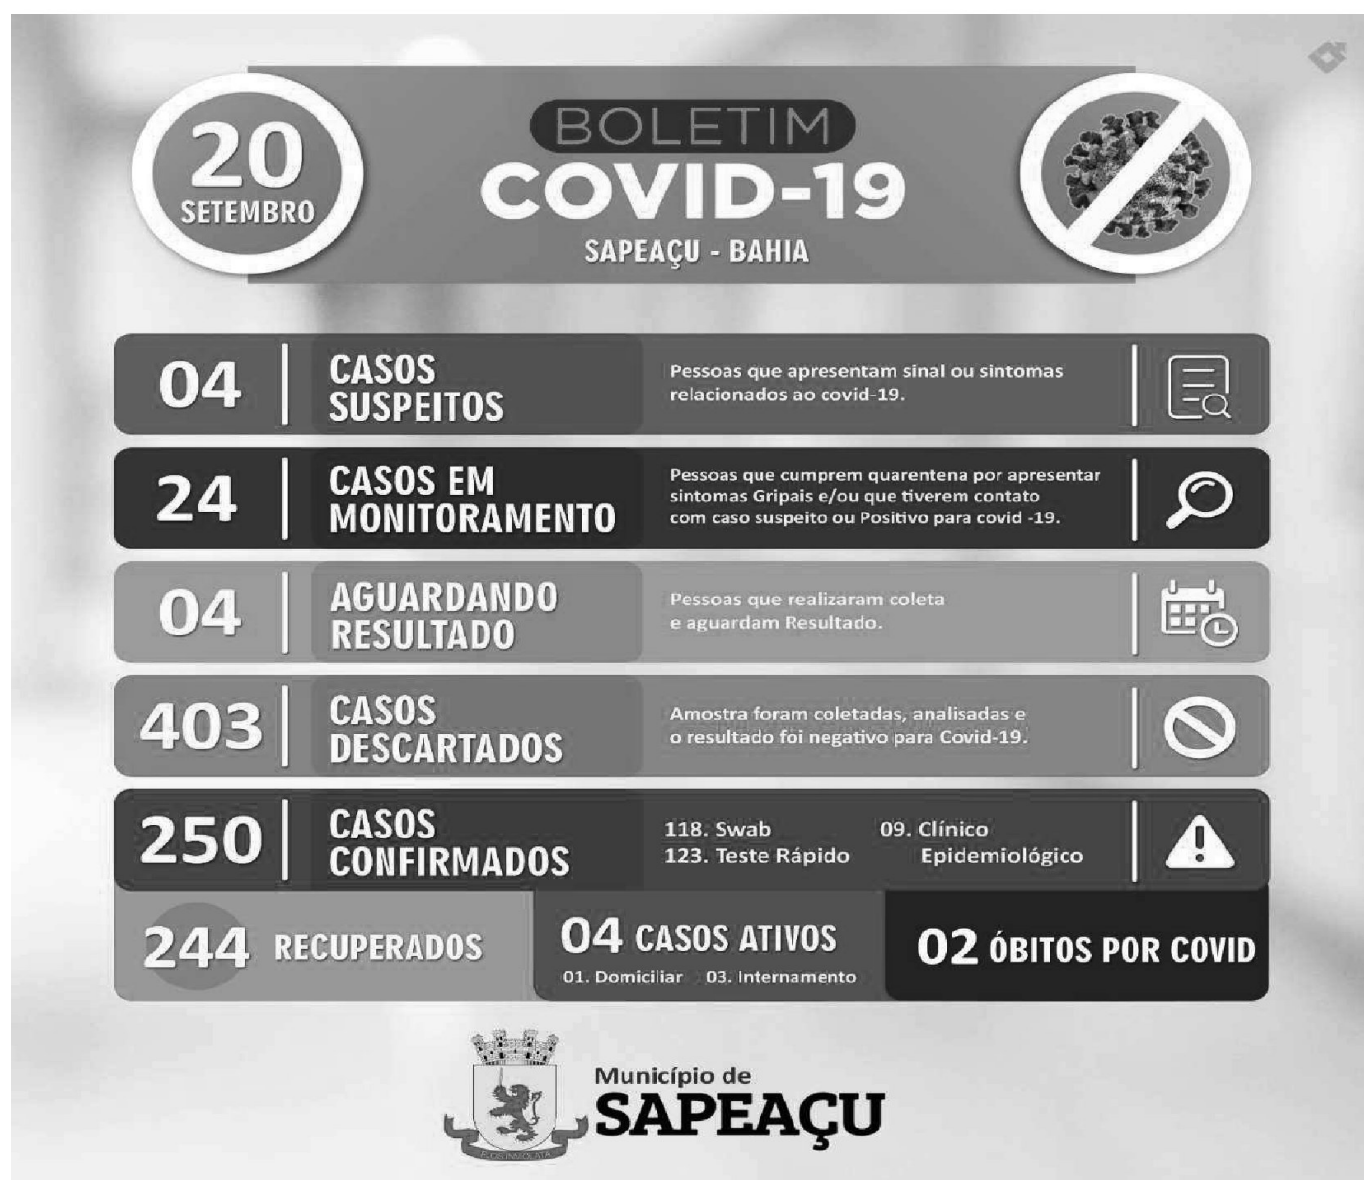 20
SETEMBRO
BOLETIM
COVID-19
SAPEAÇU - BAHIA
04
CASOS
SUSPEITOS
Pessoas que apresentam sinal ou sintomas
relacionados ao covid-19.
24
CASOS EM
MONITORAMENTO
Pessoas que cumprem quarentena por apresentar
sintomas Gripais e/ou que tiverem contato
com caso suspeito ou Positivo para covid -19.
04
AGUARDANDO
RESULTADO
Pessoas que realizaram coleta
e aguardam Resultado.
403
CASOS
DESCARTADOS
Amostra foram coletadas, analisadas e
o resultado foi negativo para Covid-19.
250
CASOS
CONFIRMADOS
118. Swab
123. Teste Rápido
09. Clínico
Epidemiológico
244 RECUPERADOS
04 CASOS ATIVOS
01. Domiciliar 03. Internamento
02 ÓBITOS POR COVID
Município de
SAPEAÇU